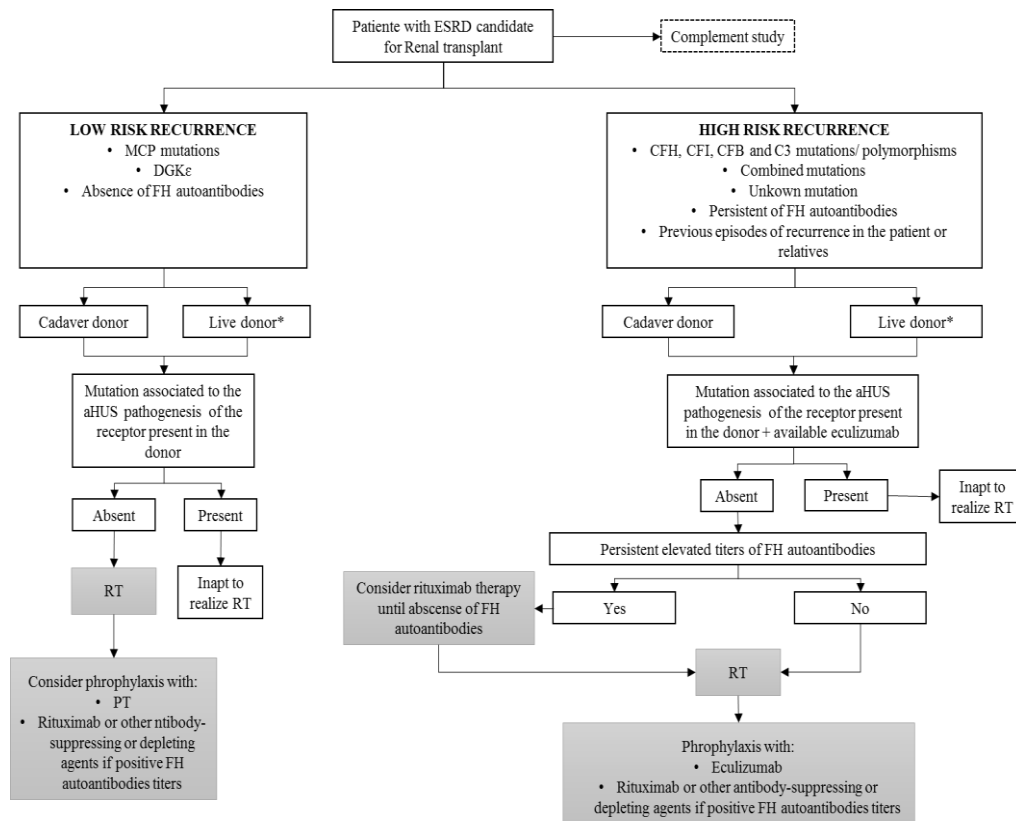 Patiente with ESRD candidate
for Renal transplant
Complement study
LOW RISK RECURRENCE
• MCP mutations
• DGKε
• Absence of FH autoantibodies
HIGH RISK RECURRENCE
• CFH, CFI, CFB and C3 mutations/ polymorphisms
• Combined mutations
• Unkown mutation
• Persistent of FH autoantibodies
• Previous episodes of recurrence in the patient or
relatives
Cadaver donor
Live donor*
Cadaver donor
Live donor*
Mutation associated to the
aHUS pathogenesis of the
receptor present in the
donor
Mutation associated to the aHUS
pathogenesis of the receptor present
in the donor + available eculizumab
Absent
Present
Absent
Present
Inapt to
realize RT
RT
Inapt to
realize RT
Persistent elevated titers of FH autoantibodies
Consider rituximab therapy
until abscense of FH
autoantibodies
Yes
No
RT
Consider phrophylaxis with:
• PT
• Rituximab or other ntibody-
suppressing or depleting
agents if positive FH
autoantibodies titers
Phrophylaxis with:
• Eculizumab
• Rituximab or other antibody-suppressing or
depleting agents if positive FH autoantibodies titers